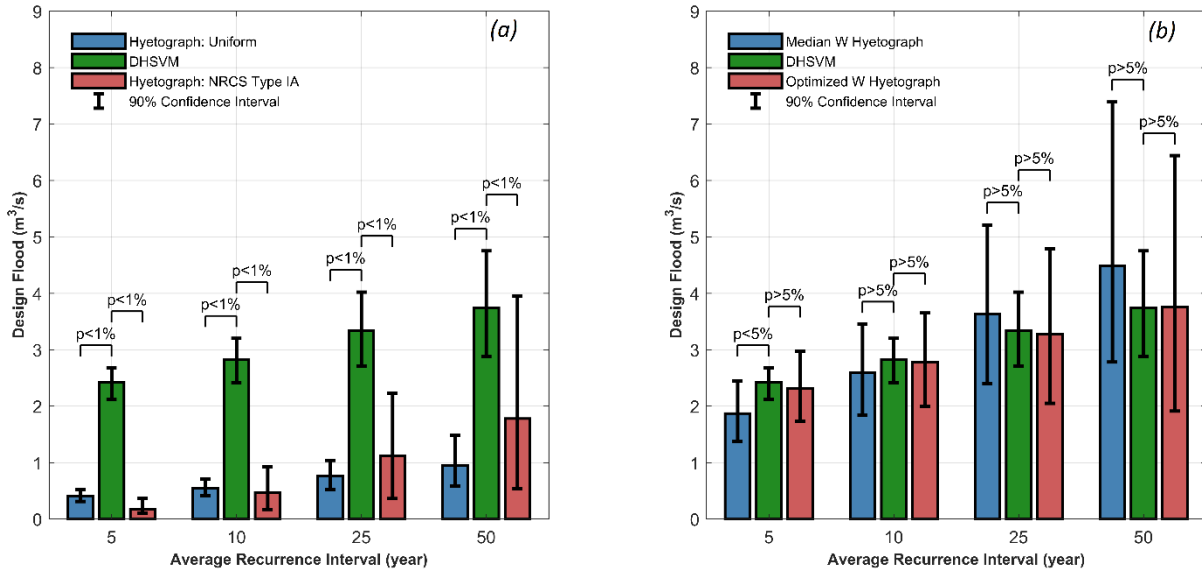 (a)
Hyetograph: Uniform
DHSVM
Hyetograph: NRCS Type IA
90% Confidence Interval
Design Flood (m³/s)
9
8
7
6
5
4
3
2
1
0
p<1%
p<1%
p<1%
p<1%
p<1%
p<1%
p<1%
p<1%
5 10 25 50
Average Recurrence Interval (year)
(b)
Median W Hyetograph
DHSVM
Optimized W Hyetograph
90% Confidence Interval
Design Flood (m³/s)
9
8
7
6
5
4
3
2
1
0
p<5%
p>5%
p>5%
p>5%
p>5%
p>5%
p>5%
p>5%
5 10 25 50
Average Recurrence Interval (year)